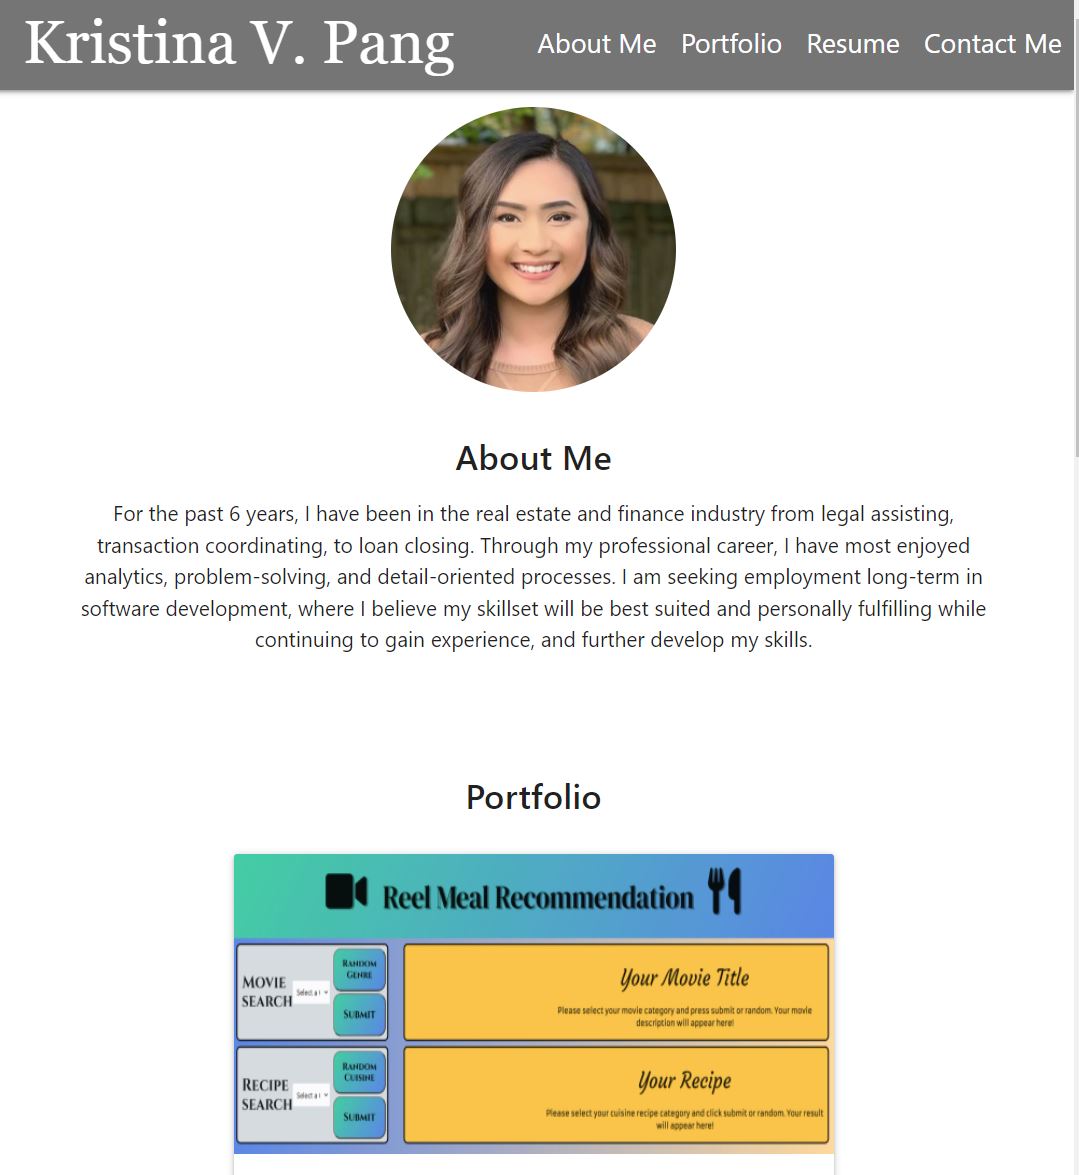 Kristina V. Pang
About Me Portfolio Resume Contact Me
About Me
For the past 6 years, I have been in the real estate and finance industry from legal assisting,
transaction coordinating, to loan closing. Through my professional career, I have most enjoyed
analytics, problem-solving, and detail-oriented processes. I am seeking employment long-term in
software development, where I believe my skillset will be best suited and personally fulfilling while
continuing to gain experience, and further develop my skills.
Portfolio
Reel Meal Recommendation
Movie
Search
Select a
Random
Genre
Submit
Your Movie Title
Please select your movie category and press submit or random. Your movie
description will appear here!
Recipe
Search
Select a
Random
Cuisine
Submit
Your Recipe
Please select your cuisine recipe category and click submit or random. Your result
will appear here!